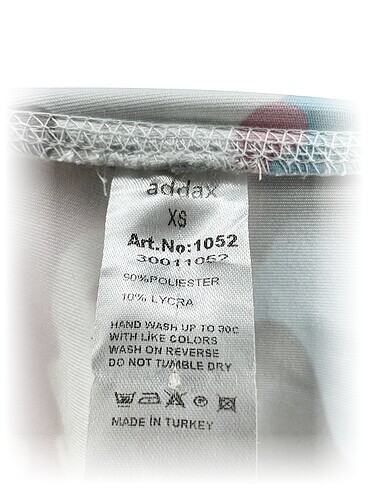 addax
XS
Art.No:1052
30011052
90%POLIESTER
10% LYCRA
HAND WASH UP TO 30C
WITH LIKE COLORS
WASH ON REVERSE
DO NOT TUMBLE DRY
MADE İN TURKEY